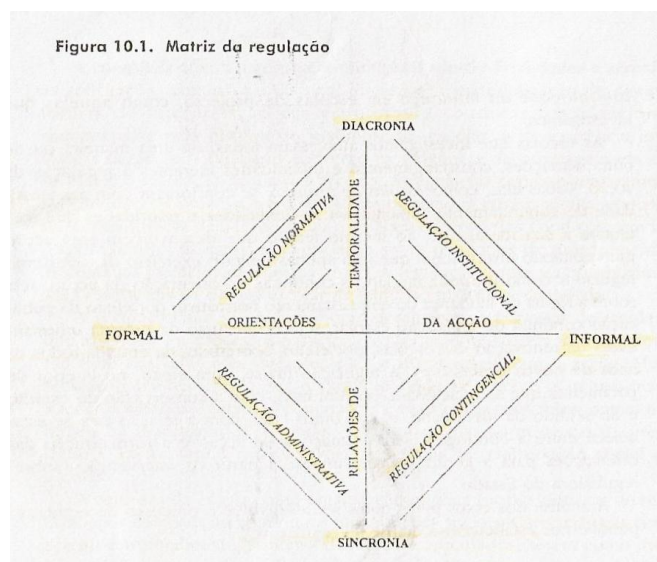 Figura 10.1. Matriz da regulação
DIACRONIA
REGULAÇÃO NORMATIVA
TEMPORALIDADE
REGULAÇÃO INSTITUCIONAL
FORMAL
ORIENTAÇÕES
DA ACÇÃO
INFORMAL
REGULAÇÃO ADMINISTRATIVA
RELAÇÕES DE
REGULAÇÃO CONTINGENCIAL
SINCRONIA